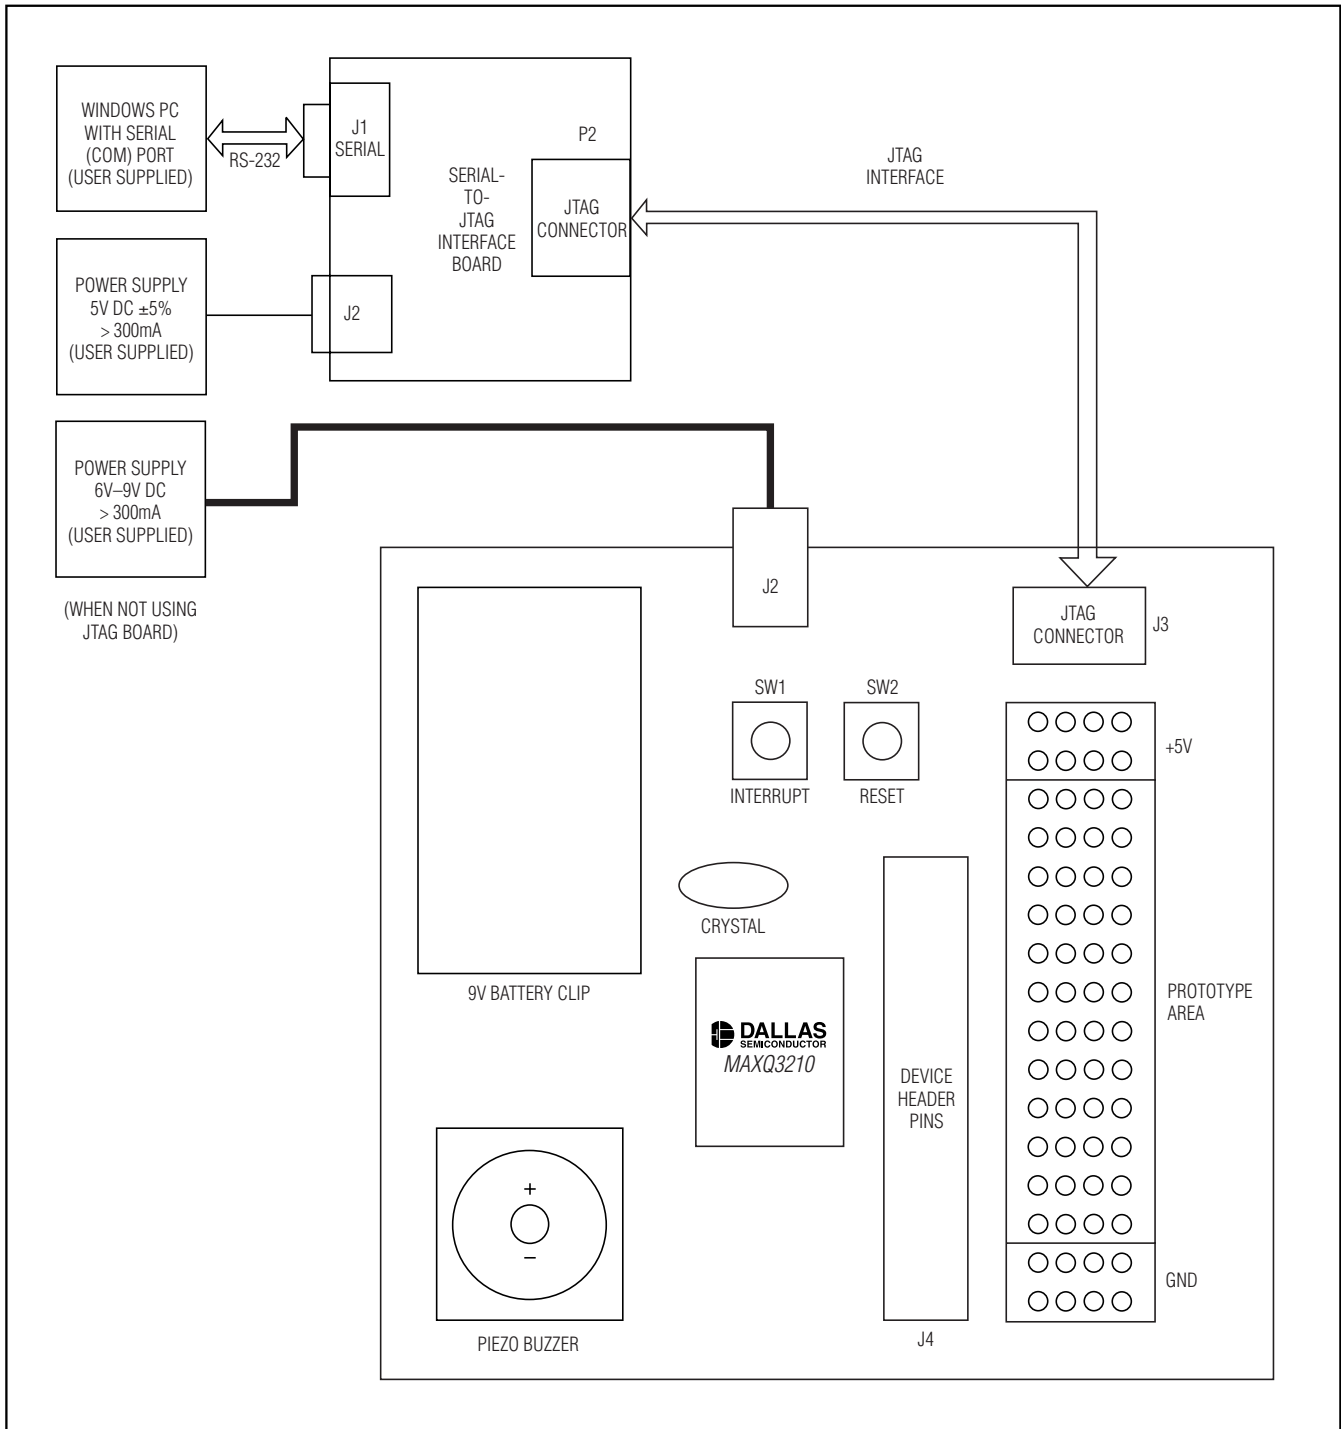 WINDOWS PC
WITH SERIAL
(COM) PORT
(USER SUPPLIED)
RS-232
J1
SERIAL
SERIAL-
TO-
JTAG
INTERFACE
BOARD
P2
JTAG
CONNECTOR
JTAG
INTERFACE
POWER SUPPLY
5V DC ±5%
> 300mA
(USER SUPPLIED)
J2
POWER SUPPLY
6V–9V DC
> 300mA
(USER SUPPLIED)
(WHEN NOT USING
JTAG BOARD)
J2
JTAG
CONNECTOR
J3
SW1
INTERRUPT
SW2
RESET
+5V
CRYSTAL
9V BATTERY CLIP
DALLAS
SEMICONDUCTOR
MAXQ3210
DEVICE
HEADER
PINS
J4
PROTOTYPE
AREA
GND
+
–
PIEZO BUZZER